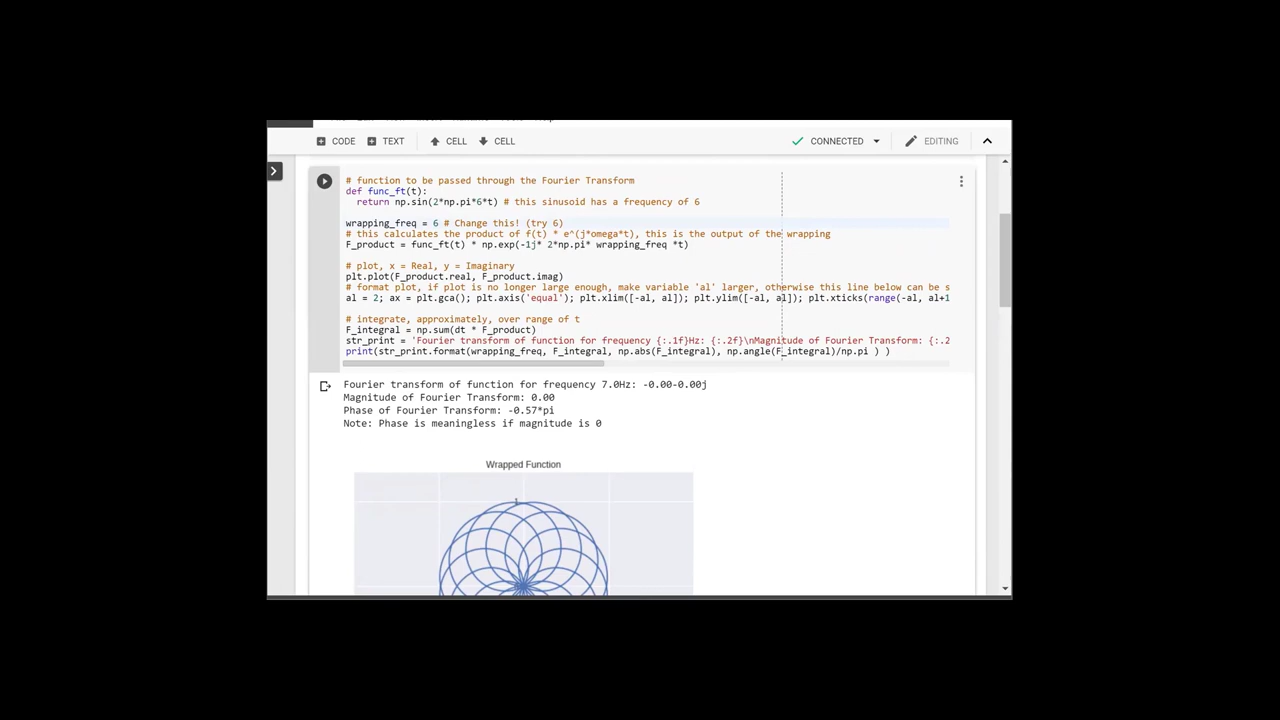 CODE TEXT CELL CELL CONNECTED EDITING
# function to be passed through the Fourier Transform
def func_ft(t):
  return np.sin(2*np.pi*6*t) # this sinusoid has a frequency of 6
wrapping_freq = 6 # Change this! (try 6)
# this calculates the product of f(t) * e^(j*omega*t), this is the output of the wrapping
F_product = func_ft(t) * np.exp(-1j* 2*np.pi* wrapping_freq *t)
# plot, x = Real, y = Imaginary
plt.plot(F_product.real, F_product.imag)
# format plot, if plot is no longer large enough, make variable 'al' larger, otherwise this line below can be s
al = 2; ax = plt.gca(); plt.axis('equal'); plt.xlim([-al, al]); plt.ylim([-al, al]); plt.xticks(range(-al, al+1
# integrate, approximately, over range of t
F_integral = np.sum(dt * F_product)
str_print = 'Fourier transform of function for frequency {:.1f}Hz: {:.2f}\nMagnitude of Fourier Transform: {:.2
print(str_print.format(wrapping_freq, F_integral, np.abs(F_integral), np.angle(F_integral)/np.pi ) )
Fourier transform of function for frequency 7.0Hz: -0.00-0.00j
Magnitude of Fourier Transform: 0.00
Phase of Fourier Transform: -0.57*pi
Note: Phase is meaningless if magnitude is 0
Wrapped Function